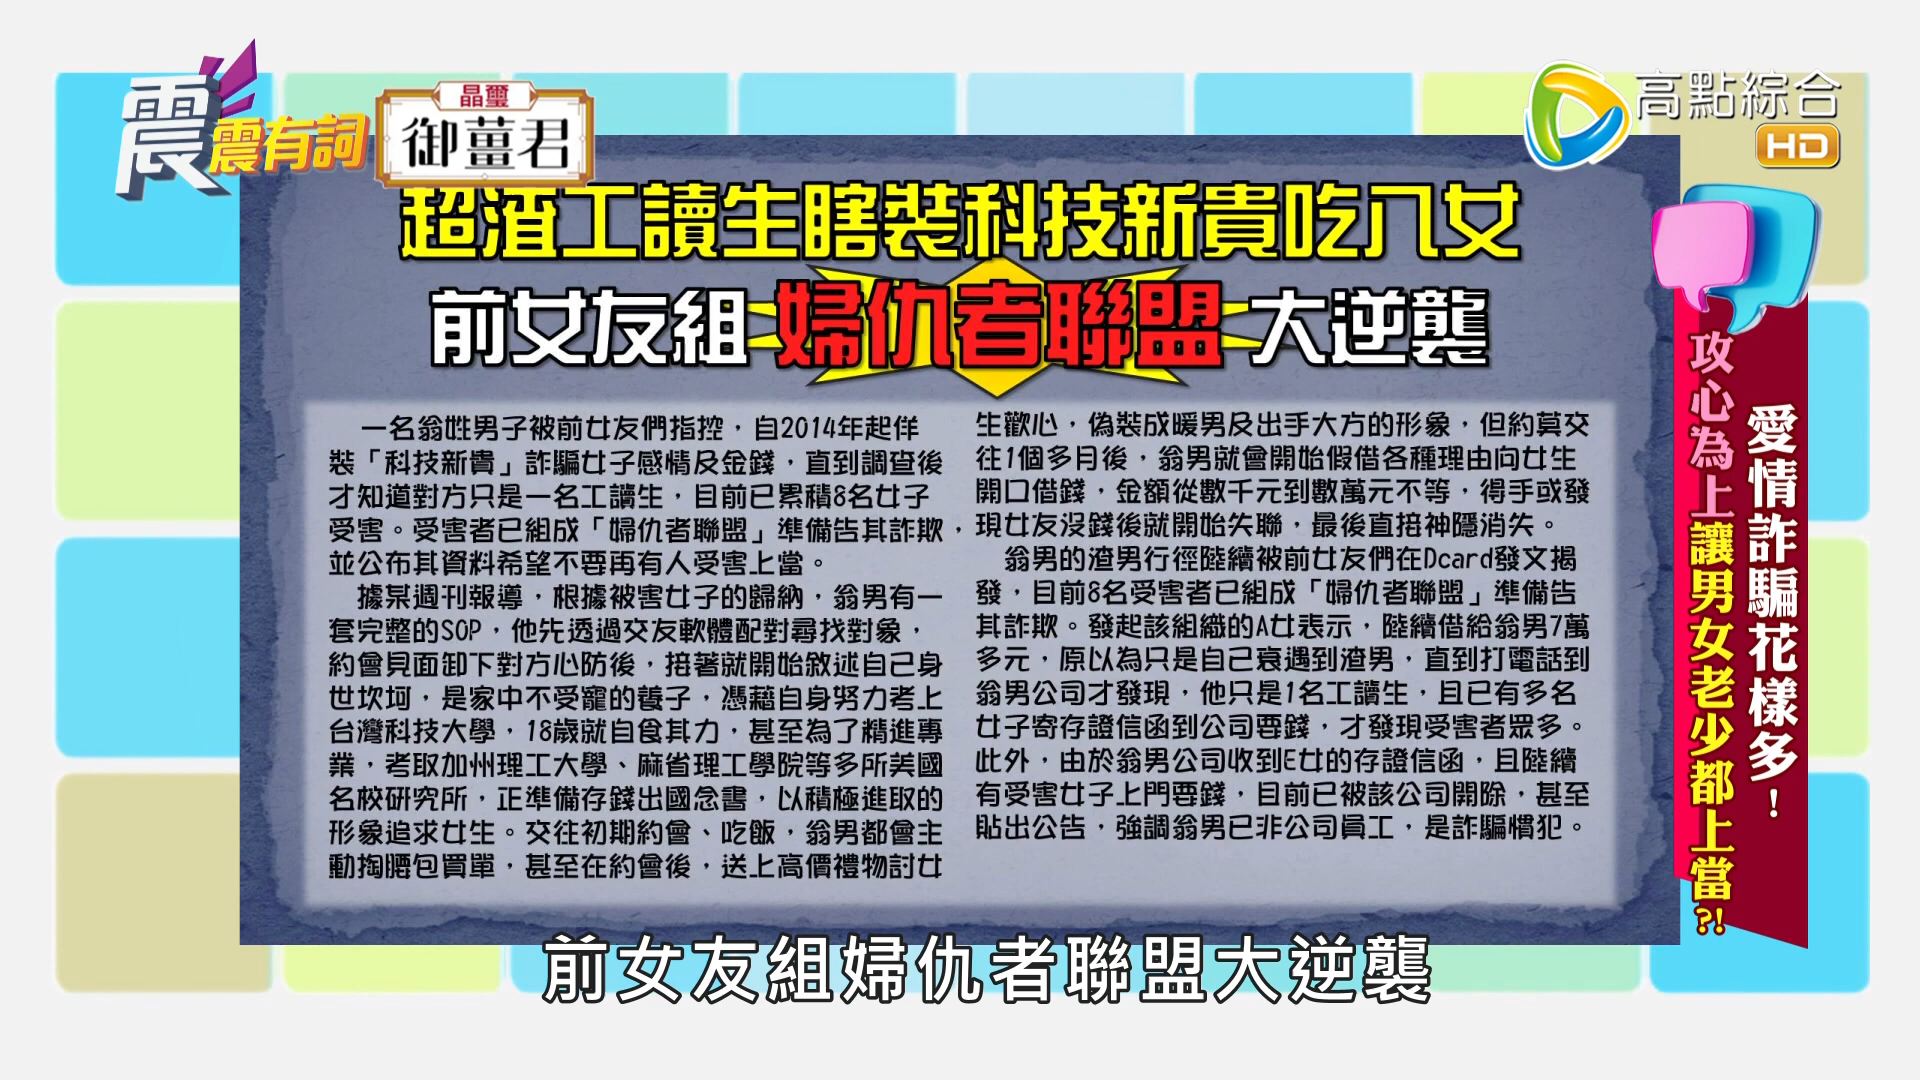 震震有詞
晶璽
御薑君
高點綜合
HD
超渣工讀生瞎裝科技新貴吃八女
前女友組婦仇者聯盟大逆襲
一名翁姓男子被前女友們指控，自2014年起佯
裝「科技新貴」詐騙女子感情及金錢，直到調查後
才知道對方只是一名工讀生，目前已累積8名女子
受害。受害者已組成「婦仇者聯盟」準備告其詐欺，
並公布其資料希望不要再有人受害上當。
據某週刊報導，根據被害女子的歸納，翁男有一
套完整的SOP，他先透過交友軟體配對尋找對象，
約會見面卸下對方心防後，接著就開始敘述自己身
世坎坷，是家中不受寵的養子，憑藉自身努力考上
台灣科技大學，18歲就自食其力，甚至為了精進專
業，考取加州理工大學、麻省理工學院等多所美國
名校研究所，正準備存錢出國念書，以積極進取的
形象追求女生。交往初期約會、吃飯，翁男都會主
動掏腰包買單，甚至在約會後，送上高價禮物討女
生歡心，偽裝成暖男及出手大方的形象，但約莫交
往1個多月後，翁男就會開始假借各種理由向女生
開口借錢，金額從數千元到數萬元不等，得手或發
現女友沒錢後就開始失聯，最後直接神隱消失。
翁男的渣男行徑陸續被前女友們在Dcard發文揭
發，目前8名受害者已組成「婦仇者聯盟」準備告
其詐欺。發起該組織的A女表示，陸續借給翁男7萬
多元，原以為只是自己衰遇到渣男，直到打電話到
翁男公司才發現，他只是1名工讀生，且已有多名
女子寄存證信函到公司要錢，才發現受害者眾多。
此外，由於翁男公司收到E女的存證信函，且陸續
有受害女子上門要錢，目前已被該公司開除，甚至
貼出公告，強調翁男已非公司員工，是詐騙慣犯。
愛情詐騙花樣多！
攻心為上讓男女老少都上當?!
前女友組婦仇者聯盟大逆襲